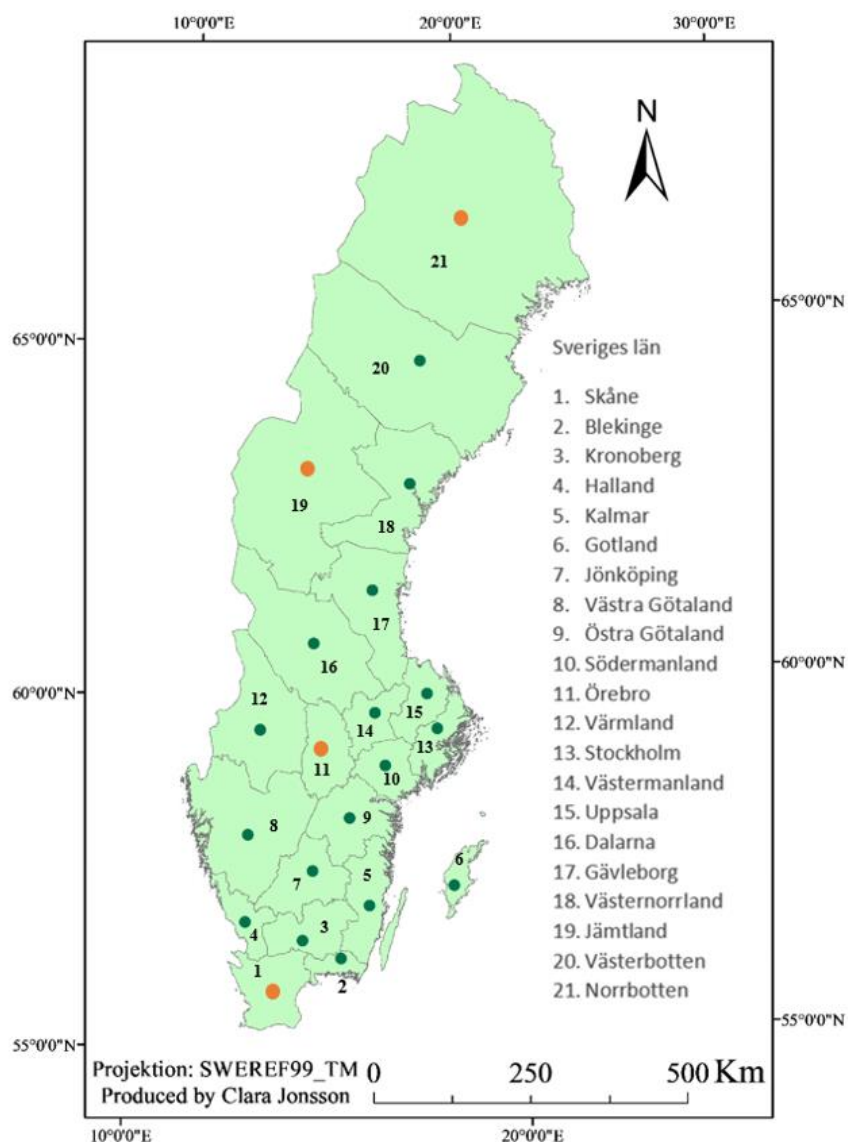 10°0'0"E 20°0'0"E 30°0'0"E
N
21
65°0'0"N
65°0'0"N
Sveriges län
20
1. Skåne
2. Blekinge
3. Kronoberg
19
4. Halland
18
5. Kalmar
6. Gotland
7. Jönköping
17
8. Västra Götaland
9. Östra Götaland
16
10. Södermanland
60°0'0"N
60°0'0"N
12
11. Örebro
15
12. Värmland
14
13
13. Stockholm
11
10
14. Västermanland
15. Uppsala
9
8
16. Dalarna
6
17. Gävleborg
7
5
18. Västernorrland
3
4
19. Jämtland
20. Västerbotten
1
2
21. Norrbotten
55°0'0"N
55°0'0"N
Projektion: SWEREF99_TM
Produced by Clara Jonsson
0 250 500 Km
10°0'0"E 20°0'0"E